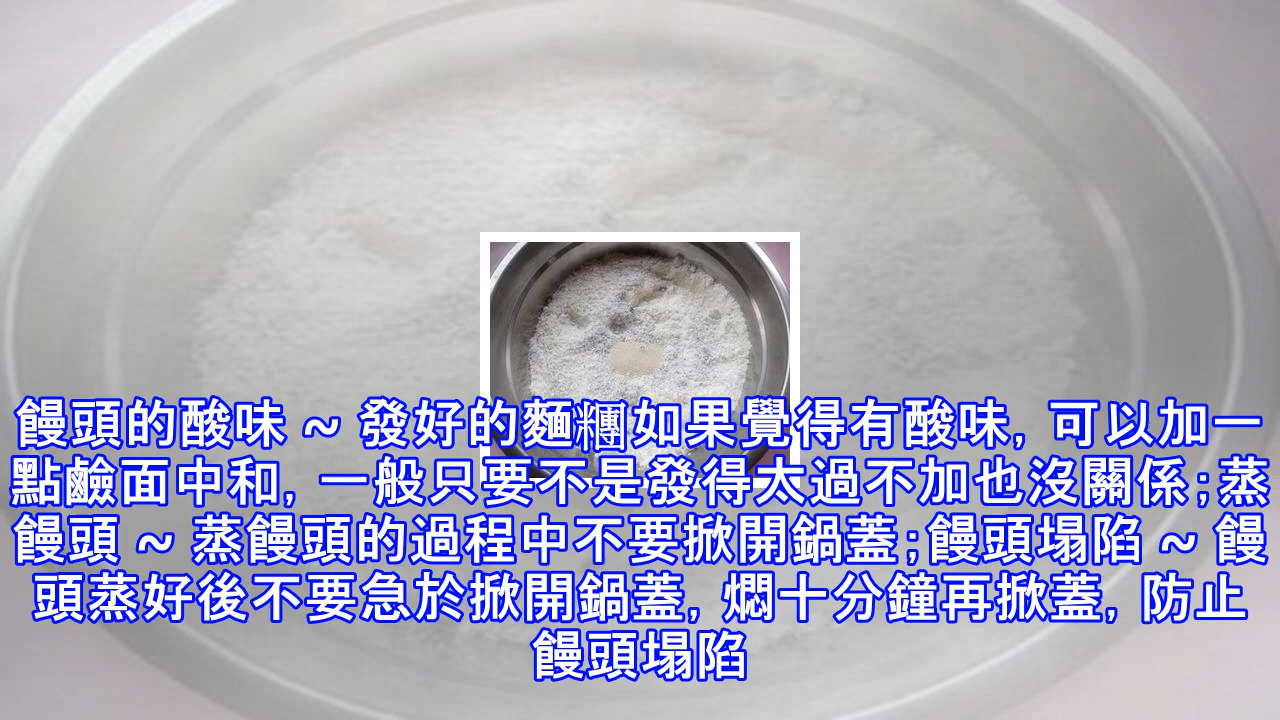 饅頭的酸味 ~ 發好的麵糰如果覺得有酸味, 可以加一
點鹼面中和, 一般只要不是發得太過不加也沒關係;蒸
饅頭 ~ 蒸饅頭的過程中不要掀開鍋蓋;饅頭塌陷 ~ 饅
頭蒸好後不要急於掀開鍋蓋, 燜十分鐘再掀蓋, 防止
饅頭塌陷